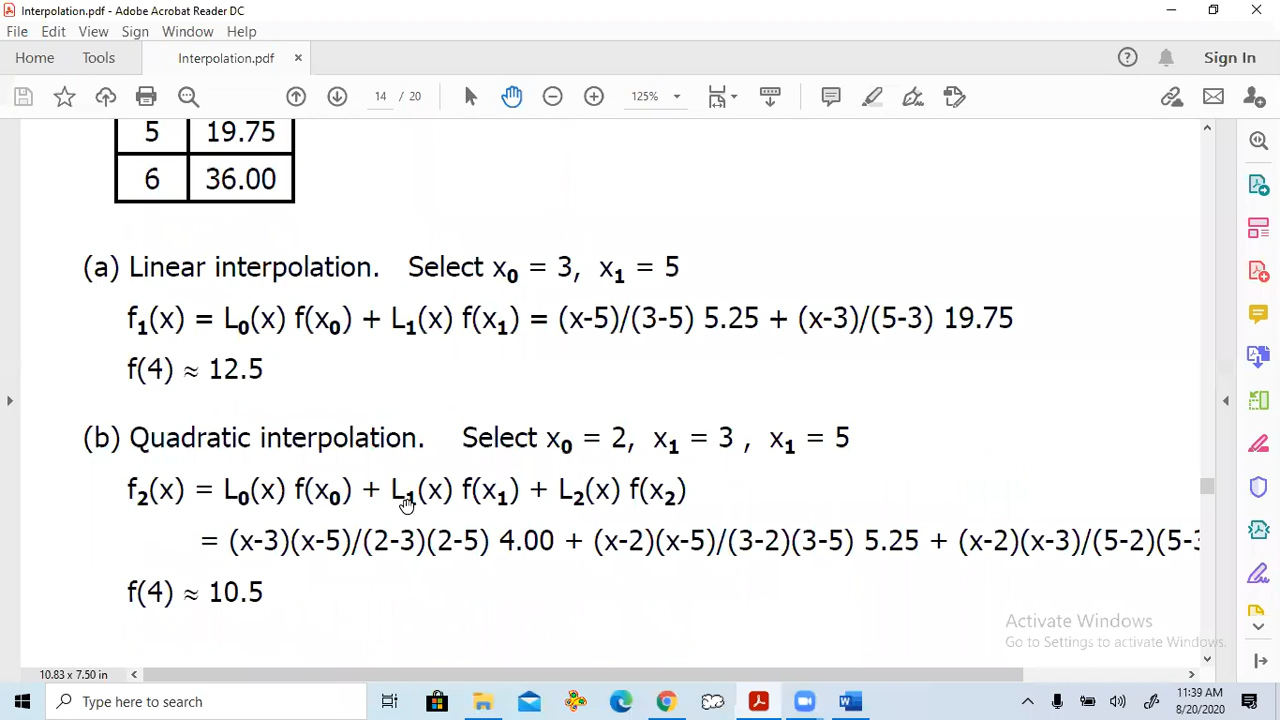 Interpolation.pdf - Adobe Acrobat Reader DC
File Edit View Sign Window Help
Home Tools Interpolation.pdf × Sign In
14 / 20 125%
5 19.75
6 36.00
(a) Linear interpolation. Select x₀ = 3, x₁ = 5
f₁(x) = L₀(x) f(x₀) + L₁(x) f(x₁) = (x-5)/(3-5) 5.25 + (x-3)/(5-3) 19.75
f(4) ≈ 12.5
(b) Quadratic interpolation. Select x₀ = 2, x₁ = 3 , x₁ = 5
f₂(x) = L₀(x) f(x₀) + L₁(x) f(x₁) + L₂(x) f(x₂)
= (x-3)(x-5)/(2-3)(2-5) 4.00 + (x-2)(x-5)/(3-2)(3-5) 5.25 + (x-2)(x-3)/(5-2)(5-3
f(4) ≈ 10.5
Activate Windows
Go to Settings to activate Windows.
10.83 x 7.50 in
Type here to search
11:39 AM
8/20/2020